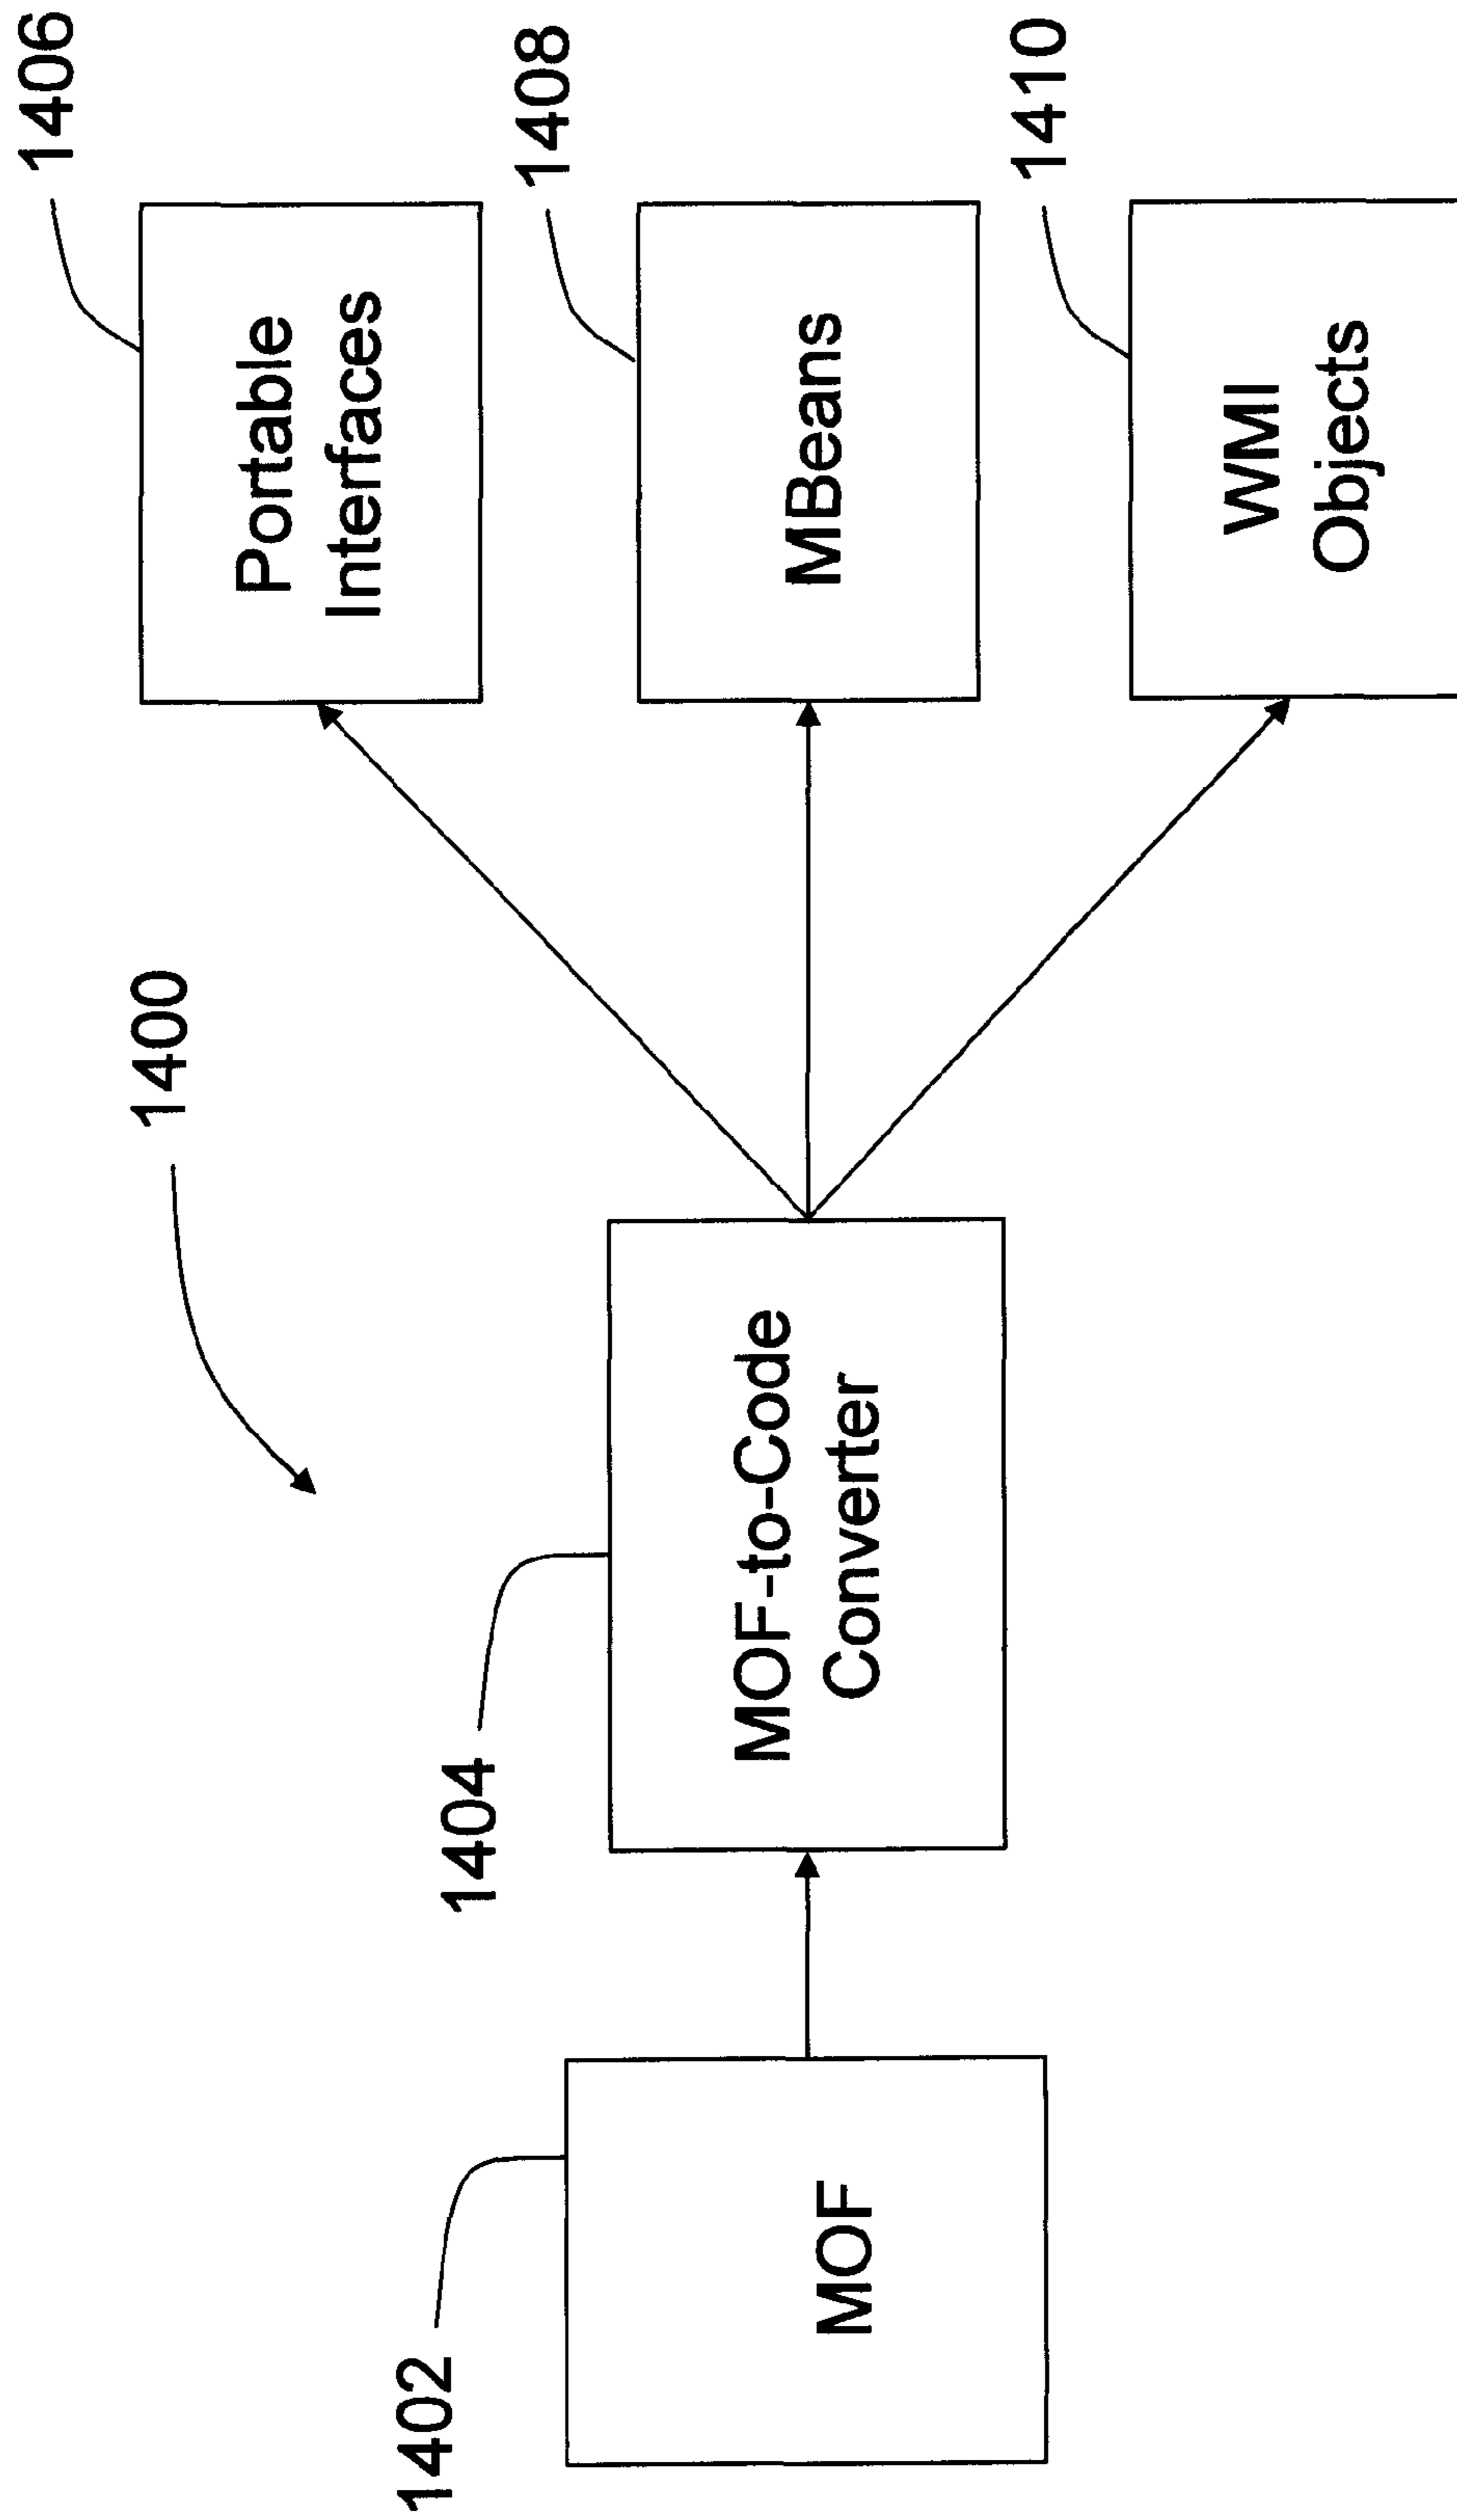 1400
1402
MOF
1404
MOF-to-Code
Converter
1406
Portable
Interfaces
1408
MBeans
1410
WMI
Objects